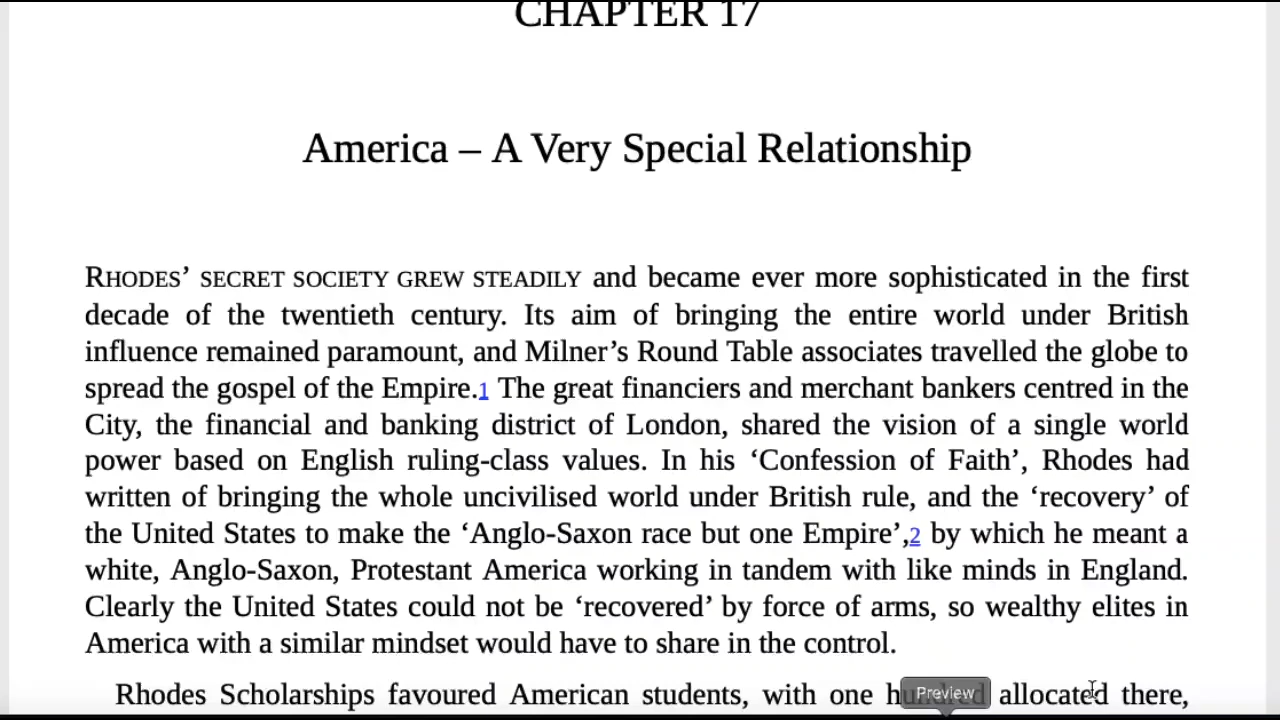 CHAPTER 17
America – A Very Special Relationship
RHODES’ SECRET SOCIETY GREW STEADILY and became ever more sophisticated in the first
decade of the twentieth century. Its aim of bringing the entire world under British
influence remained paramount, and Milner’s Round Table associates travelled the globe to
spread the gospel of the Empire.1 The great financiers and merchant bankers centred in the
City, the financial and banking district of London, shared the vision of a single world
power based on English ruling-class values. In his ‘Confession of Faith’, Rhodes had
written of bringing the whole uncivilised world under British rule, and the ‘recovery’ of
the United States to make the ‘Anglo-Saxon race but one Empire’,2 by which he meant a
white, Anglo-Saxon, Protestant America working in tandem with like minds in England.
Clearly the United States could not be ‘recovered’ by force of arms, so wealthy elites in
America with a similar mindset would have to share in the control.
Rhodes Scholarships favoured American students, with one hundred allocated there,
Preview